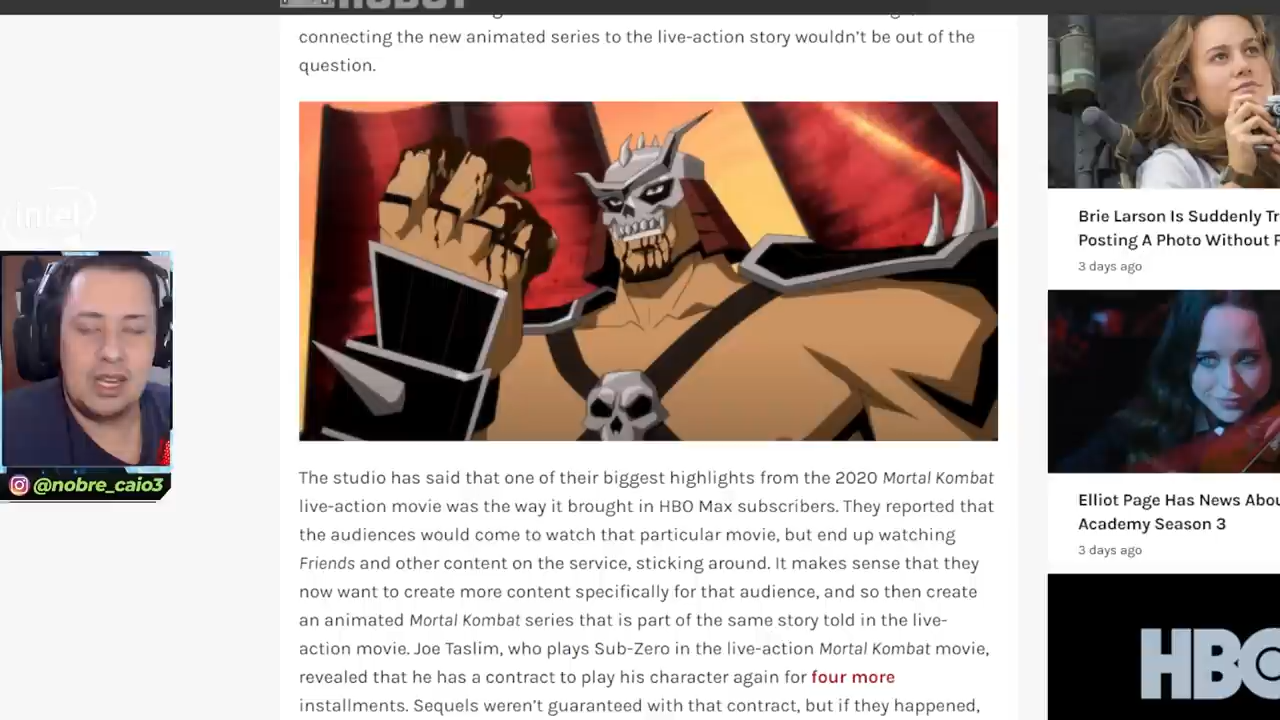 ROBOT
connecting the new animated series to the live-action story wouldn't be out of the
question.
intel
@nobre_caio3
The studio has said that one of their biggest highlights from the 2020 Mortal Kombat
live-action movie was the way it brought in HBO Max subscribers. They reported that
the audiences would come to watch that particular movie, but end up watching
Friends and other content on the service, sticking around. It makes sense that they
now want to create more content specifically for that audience, and so then create
an animated Mortal Kombat series that is part of the same story told in the live-
action movie. Joe Taslim, who plays Sub-Zero in the live-action Mortal Kombat movie,
revealed that he has a contract to play his character again for four more
installments. Sequels weren't guaranteed with that contract, but if they happened,
Brie Larson Is Suddenly Tr
Posting A Photo Without P
3 days ago
Elliot Page Has News Abou
Academy Season 3
3 days ago
HBO